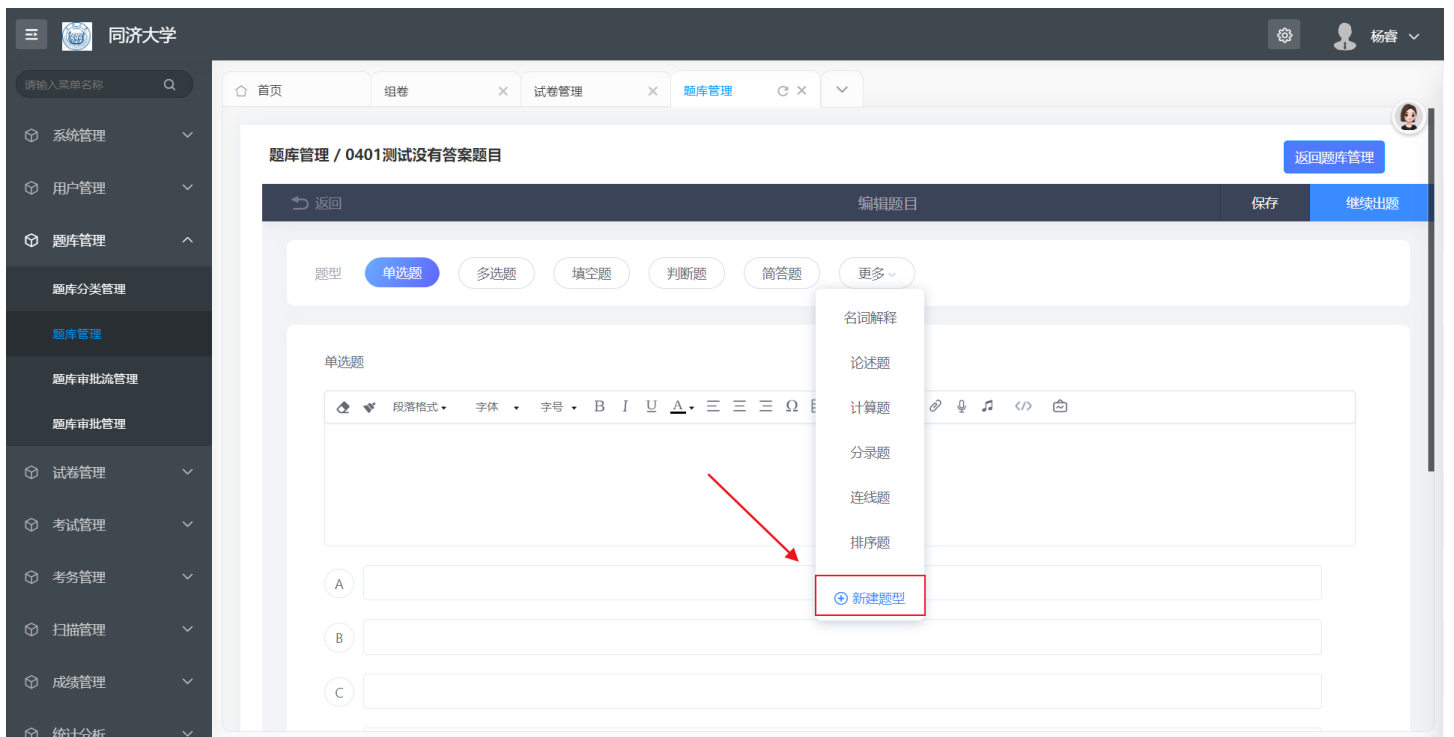 同济大学
杨睿
请输入菜单名称
首页
组卷
试卷管理
题库管理
系统管理
用户管理
题库管理
题库分类管理
题库管理
题库审批流管理
题库审批管理
试卷管理
考试管理
考务管理
扫描管理
成绩管理
统计分析
题库管理 / 0401测试没有答案题目
返回题库管理
返回
编辑题目
保存
继续出题
题型
单选题
多选题
填空题
判断题
简答题
更多
名词解释
论述题
计算题
分录题
连线题
排序题
新建题型
单选题
段落格式
字体
字号
B I U A Ω
A
B
C